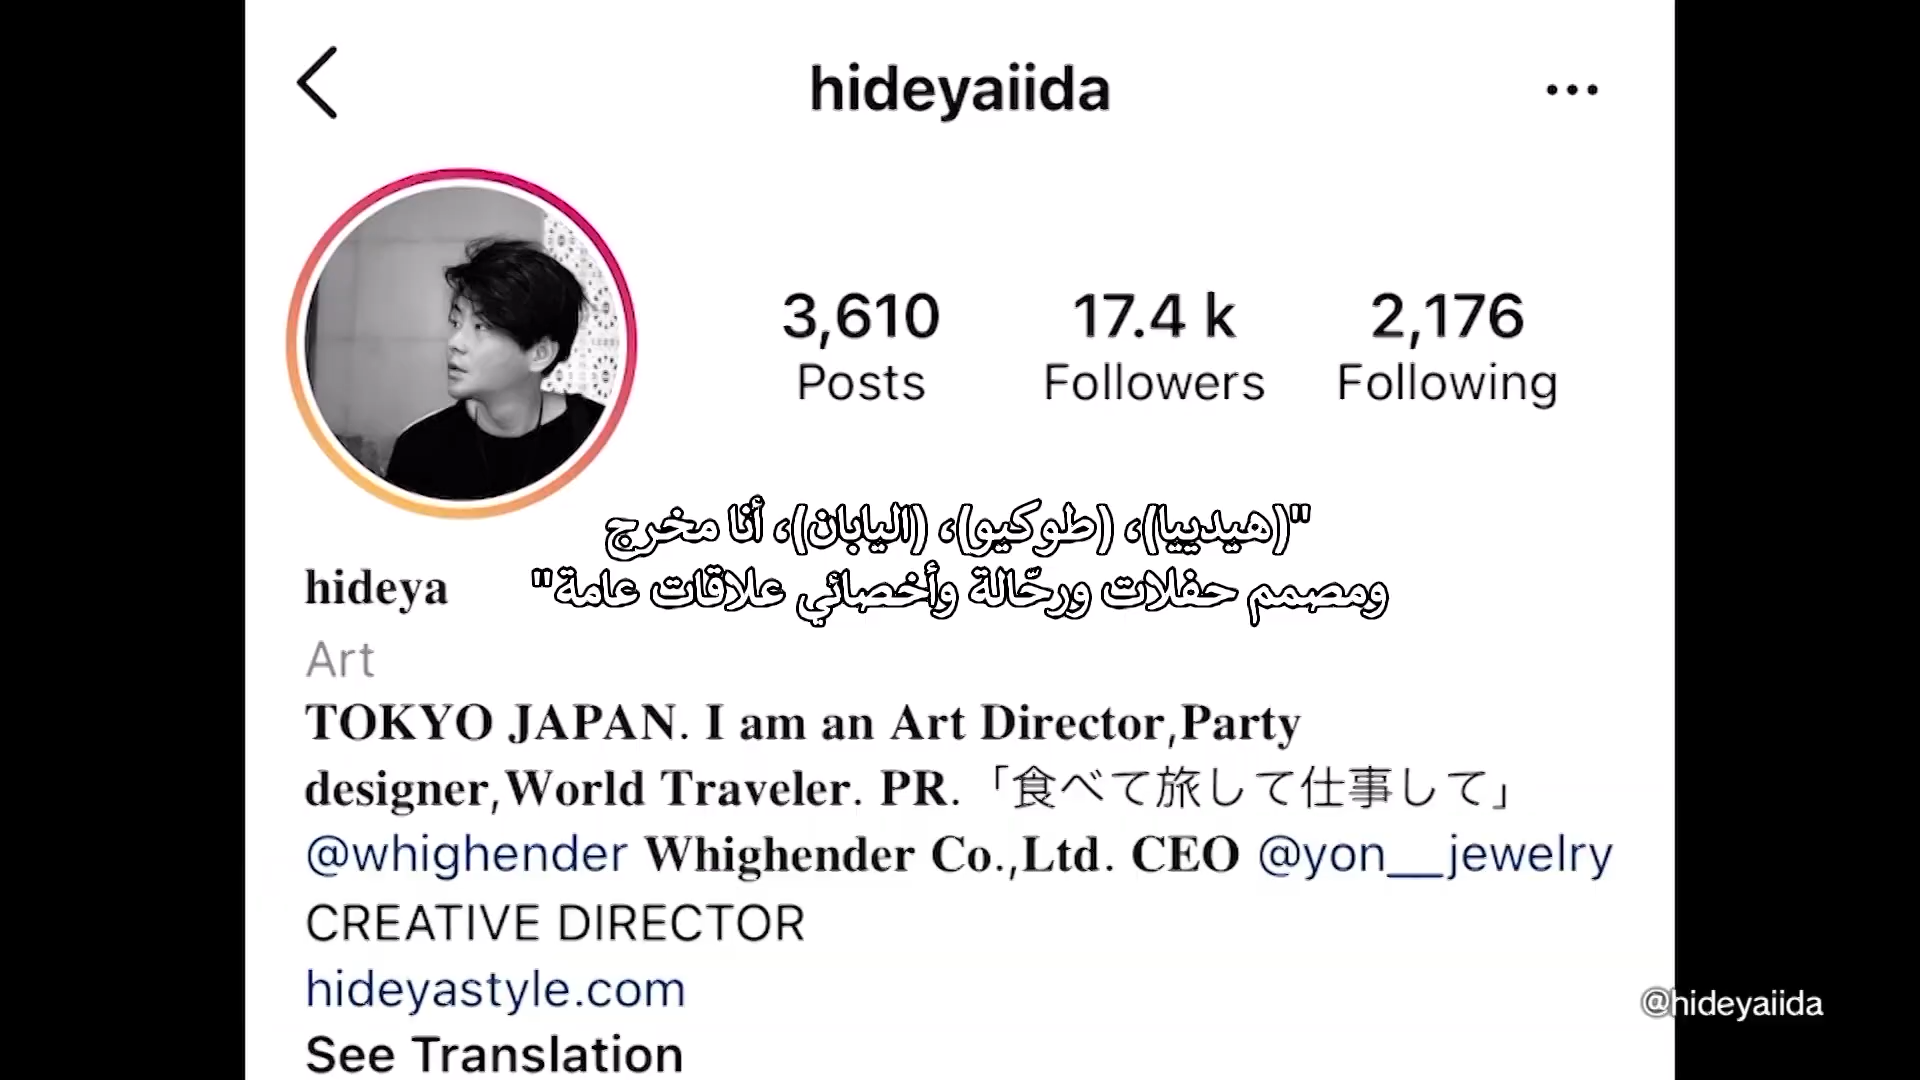 hideyaiida
3,610
Posts
17.4 k
Followers
2,176
Following
"(هيدييا)، (طوكيو)، (اليابان)، أنا مخرج
ومصمم حفلات ورحّالة وأخصائي علاقات عامة"
hideya
Art
TOKYO JAPAN. I am an Art Director,Party
designer,World Traveler. PR.「食べて旅して仕事して」
@whighender Whighender Co.,Ltd. CEO @yon__jewelry
CREATIVE DIRECTOR
hideyastyle.com
@hideyaiida
See Translation